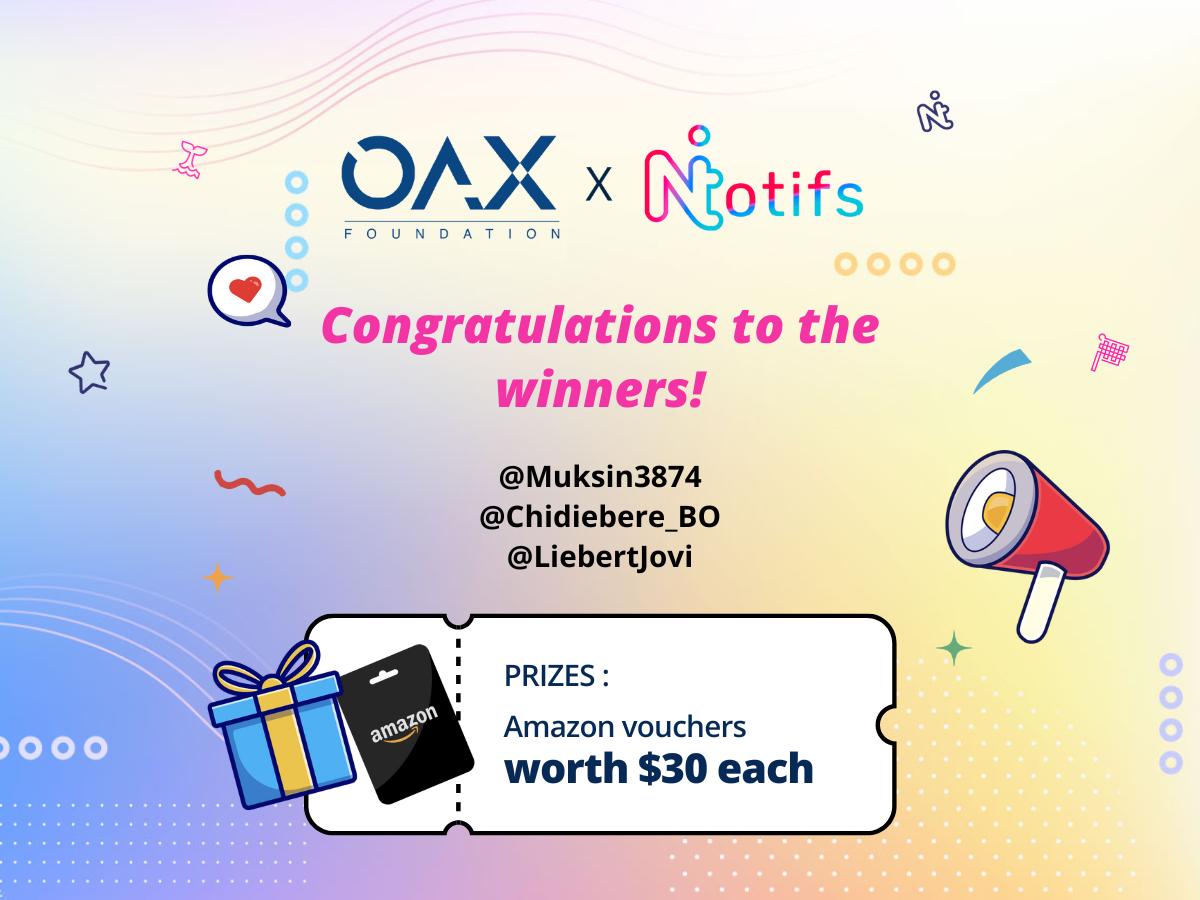 OAX X Notifs
FOUNDATION
Congratulations to the
winners!
@Muksin3874
@Chidiebere_BO
@LiebertJovi
PRIZES :
amazon
Amazon vouchers
worth $30 each